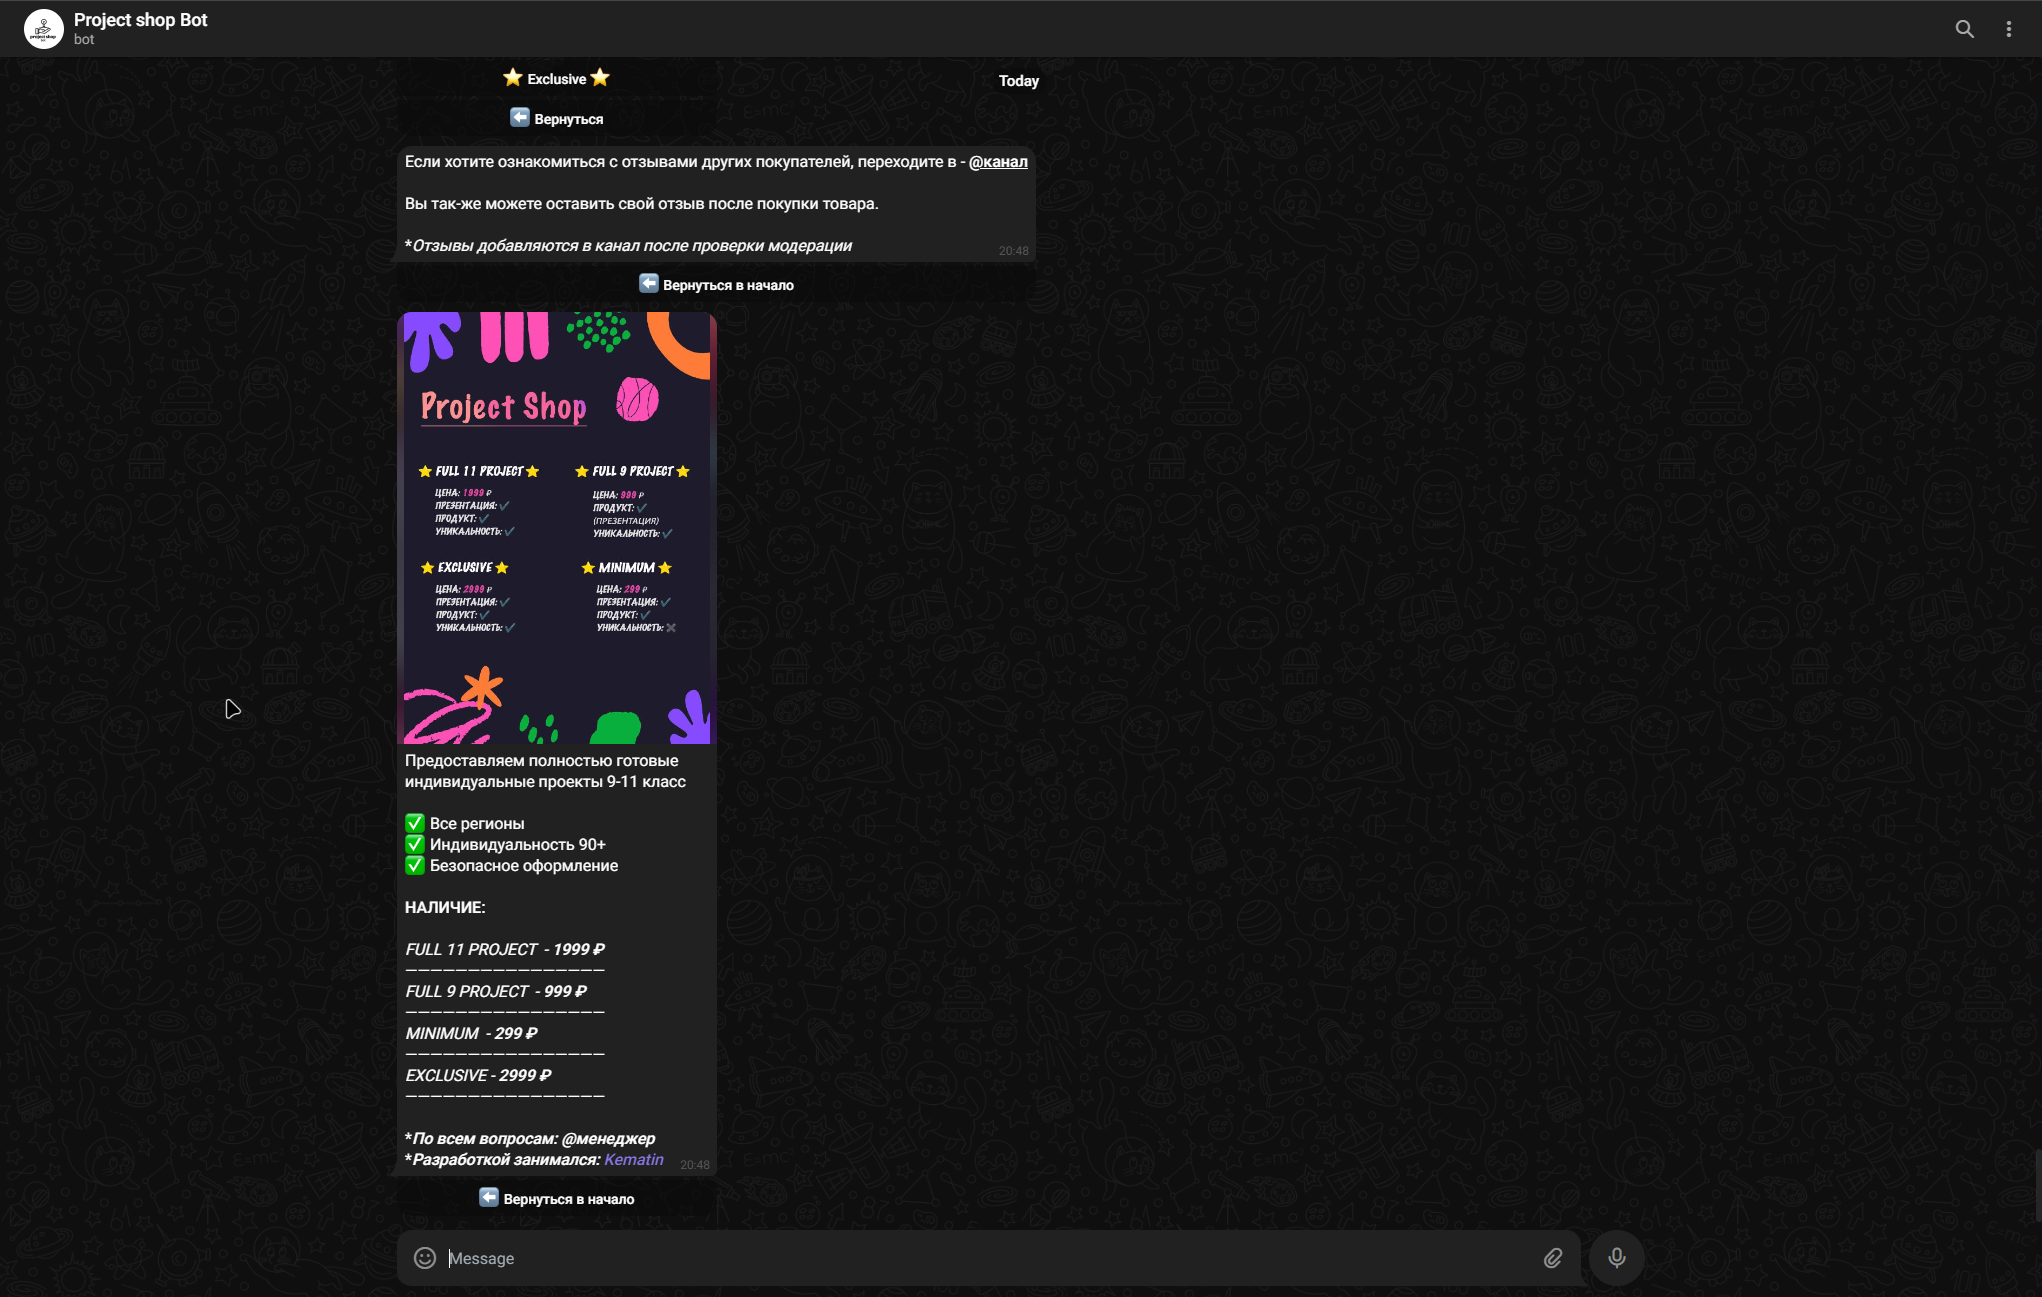 Project shop Bot
bot
Exclusive
Today
Вернуться
Если хотите ознакомиться с отзывами других покупателей, переходите в - @канал
Вы так-же можете оставить свой отзыв после покупки товара.
*Отзывы добавляются в канал после проверки модерации
20:48
Вернуться в начало
Project Shop
FULL 11 PROJECT
ЦЕНА: 1999 ₽
ПРЕЗЕНТАЦИЯ: ✓
ПРОДУКТ: ✓
УНИКАЛЬНОСТЬ: ✓
FULL 9 PROJECT
ЦЕНА: 999 ₽
ПРОДУКТ: ✓
(ПРЕЗЕНТАЦИЯ)
УНИКАЛЬНОСТЬ: ✓
EXCLUSIVE
ЦЕНА: 2999 ₽
ПРЕЗЕНТАЦИЯ: ✓
ПРОДУКТ: ✓
УНИКАЛЬНОСТЬ: ✓
MINIMUM
ЦЕНА: 299 ₽
ПРЕЗЕНТАЦИЯ: ✓
ПРОДУКТ: ✓
УНИКАЛЬНОСТЬ: ✖
Предоставляем полностью готовые
индивидуальные проекты 9-11 класс
✅ Все регионы
✅ Индивидуальность 90+
✅ Безопасное оформление
НАЛИЧИЕ:
FULL 11 PROJECT - 1999 ₽
————————————————
FULL 9 PROJECT - 999 ₽
————————————————
MINIMUM - 299 ₽
————————————————
EXCLUSIVE - 2999 ₽
————————————————
*По всем вопросам: @менеджер
*Разработкой занимался: Kematin
20:48
Вернуться в начало
Message